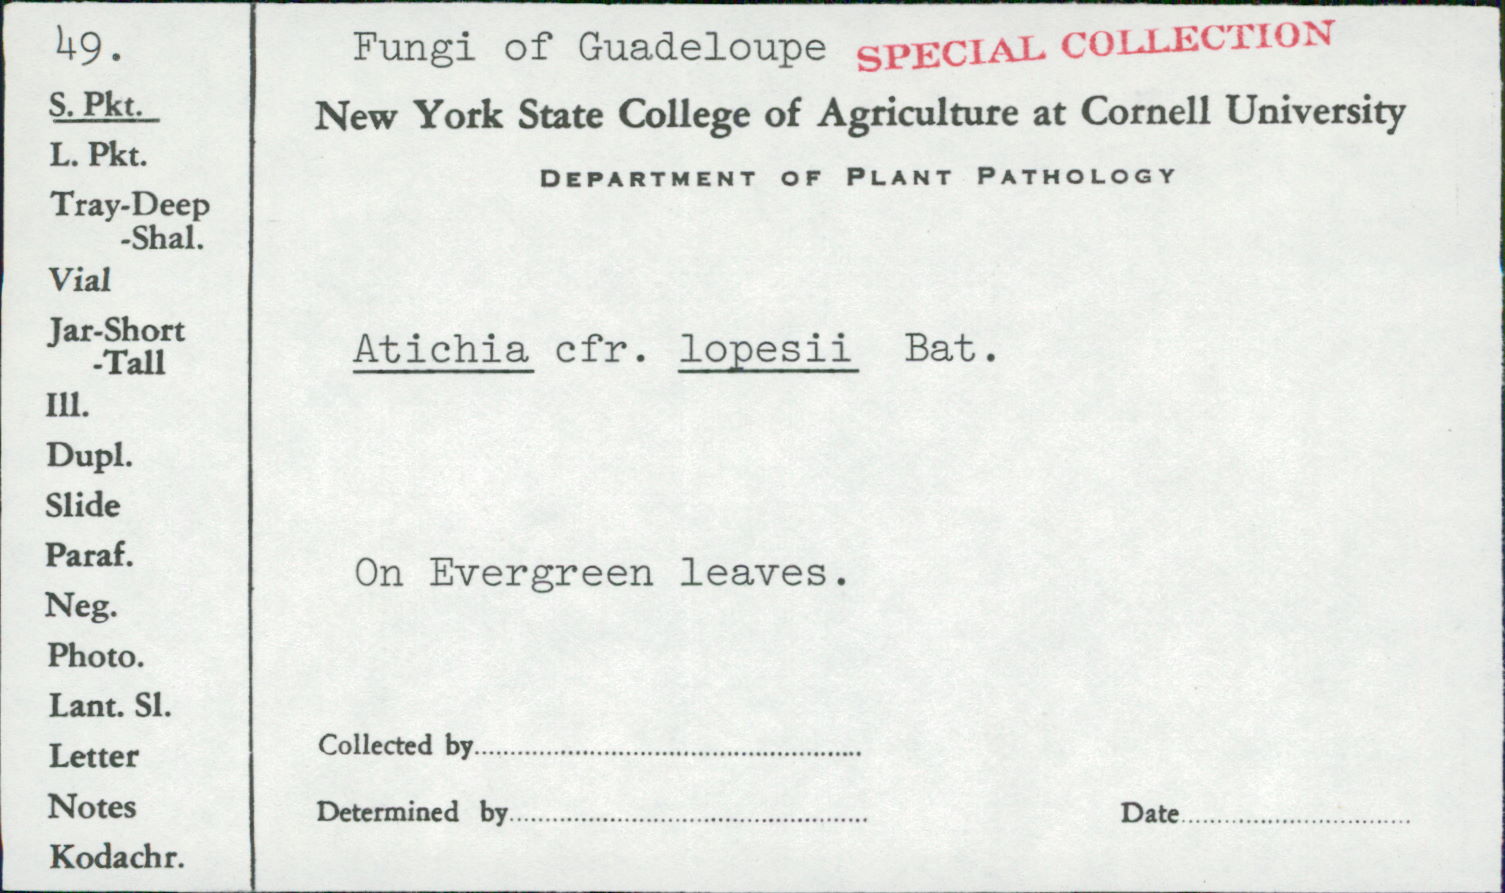 49.
S. Pkt.
L. Pkt.
Tray-Deep
-Shal.
Vial
Jar-Short
-Tall
Ill.
Dupl.
Slide
Paraf.
Neg.
Photo.
Lant. Sl.
Letter
Notes
Kodachr.
Fungi of Guadeloupe SPECIAL COLLECTION
New York State College of Agriculture at Cornell University
DEPARTMENT OF PLANT PATHOLOGY
Atichia cfr. lopesii Bat.
On Evergreen leaves.
Collected by
Determined by
Date